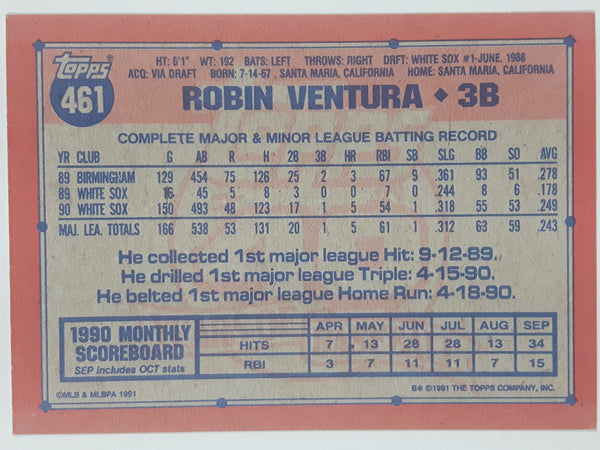 topps
461
HT: 6'1" WT: 192 BATS: LEFT THROWS: RIGHT DRFT: WHITE SOX #1-JUNE, 1988
ACQ: VIA DRAFT BORN: 7-14-67, SANTA MARIA, CALIFORNIA HOME: SANTA MARIA, CALIFORNIA
ROBIN VENTURA ◆ 3B
COMPLETE MAJOR & MINOR LEAGUE BATTING RECORD
YR CLUB G AB R H 2B 3B HR RBI SB SLG BB SO AVG
89 BIRMINGHAM 129 454 75 126 25 2 3 67 9 .361 93 51 .278
89 WHITE SOX 16 45 5 8 3 0 0 7 0 .244 8 6 .178
90 WHITE SOX 150 493 48 123 17 1 5 54 1 .318 55 53 .249
MAJ. LEA. TOTALS 166 538 53 131 20 1 5 61 1 .312 63 59 .243
He collected 1st major league Hit: 9-12-89.
He drilled 1st major league Triple: 4-15-90.
He belted 1st major league Home Run: 4-18-90.
1990 MONTHLY SCOREBOARD
SEP includes OCT stats
APR MAY JUN JUL AUG SEP
HITS 7 13 28 28 13 34
RBI 3 7 11 11 7 15
©MLB & MLBPA 1991
B* ©1991 THE TOPPS COMPANY, INC.